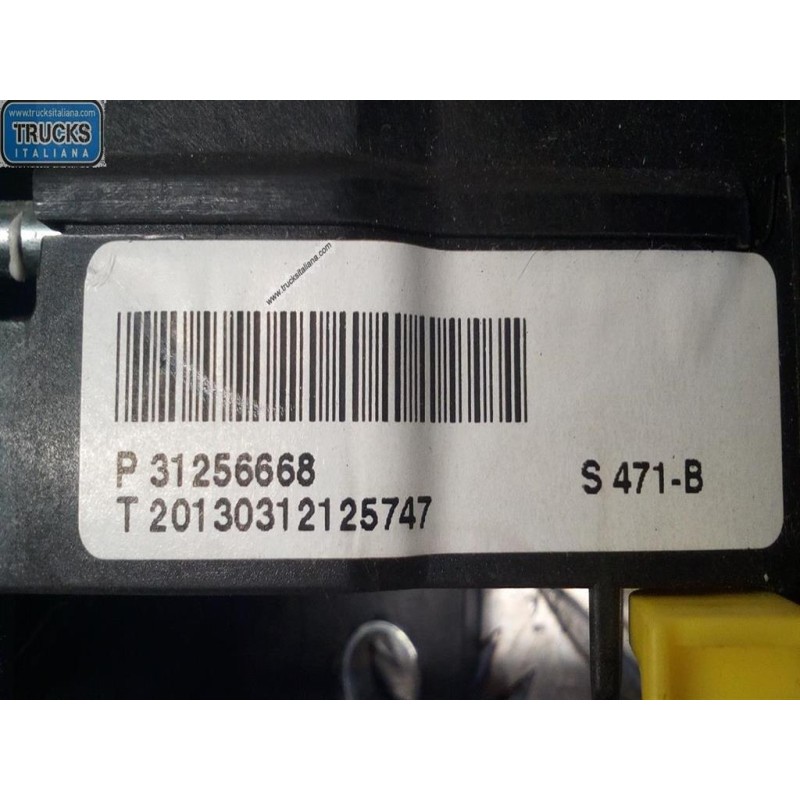 www.trucksitaliana.com
TRUCKS
ITALIANA
www.trucksitaliana.com
P 31256668
S 471-B
T 20130312125747